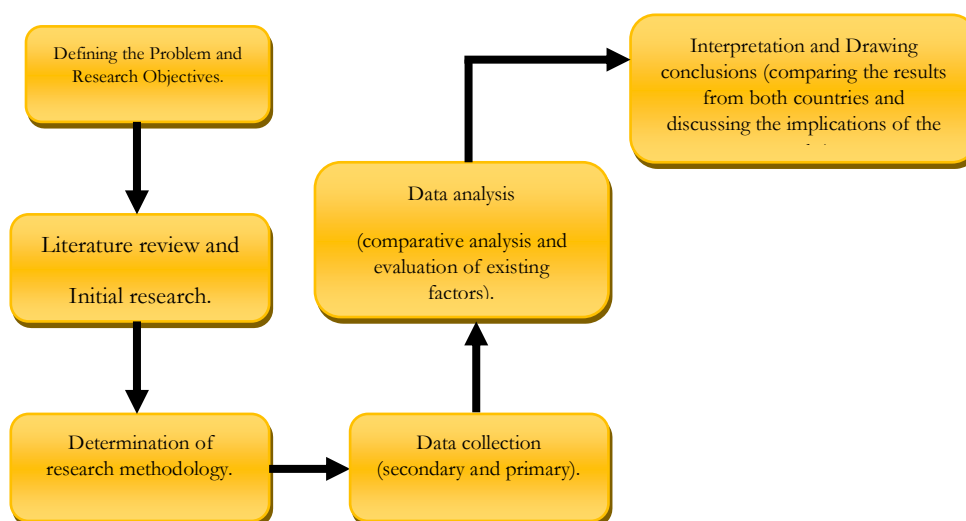 Defining the Problem and
Research Objectives.
Literature review and
Initial research.
Determination of
research methodology.
Data collection
(secondary and primary).
Data analysis
(comparative analysis and
evaluation of existing
factors).
Interpretation and Drawing
conclusions (comparing the results
from both countries and
discussing the implications of the